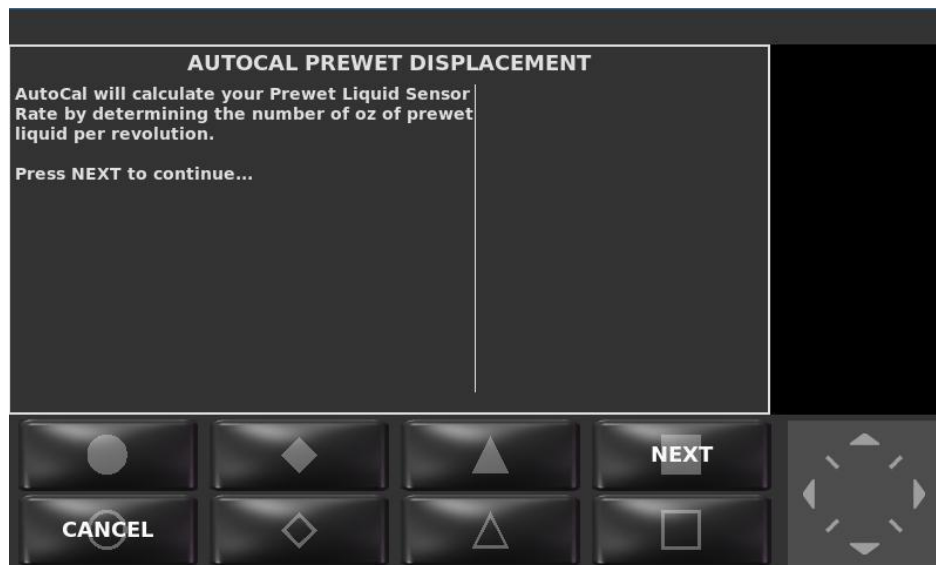 AUTOCAL PREWET DISPLACEMENT
AutoCal will calculate your Prewet Liquid Sensor
Rate by determining the number of oz of prewet
liquid per revolution.
Press NEXT to continue...
NEXT
CANCEL